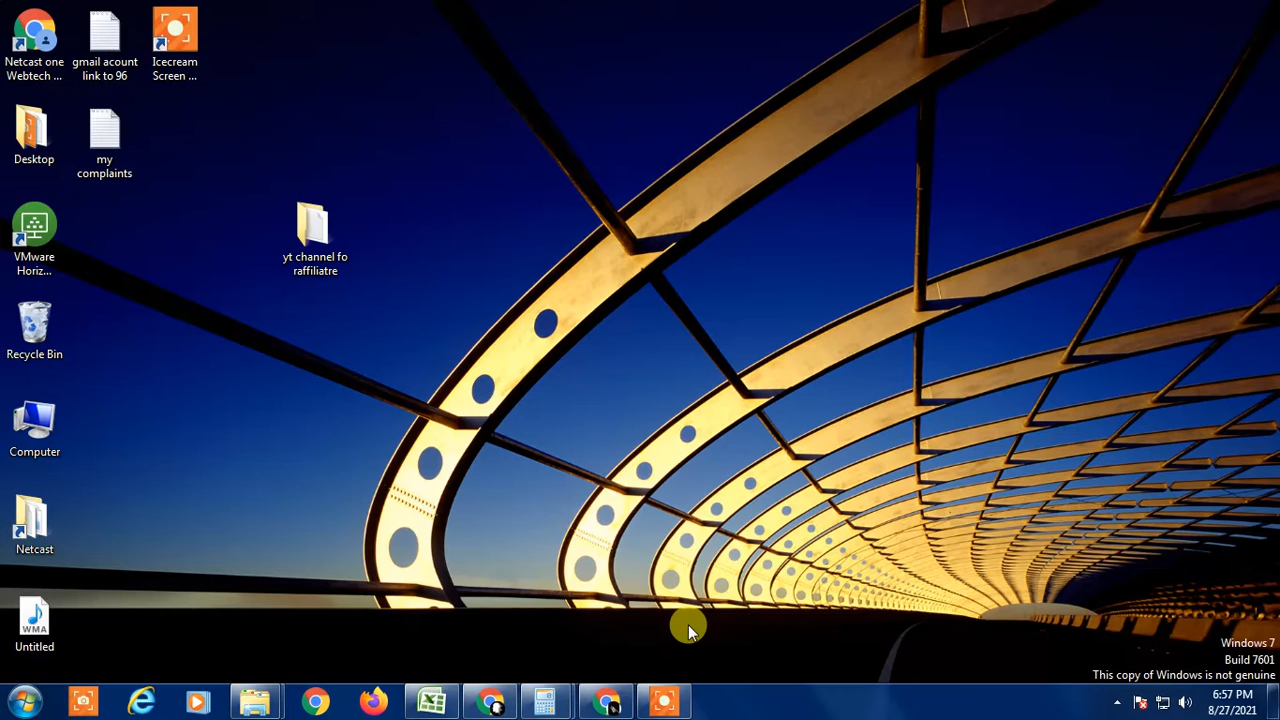 Netcast one
Webtech ...
gmail acount
link to 96
Icecream
Screen ...
Desktop
my
complaints
VMware
Horiz...
yt channel fo
raffiliatre
Recycle Bin
Computer
Netcast
WMA
Untitled
Windows 7
Build 7601
This copy of Windows is not genuine
6:57 PM
8/27/2021